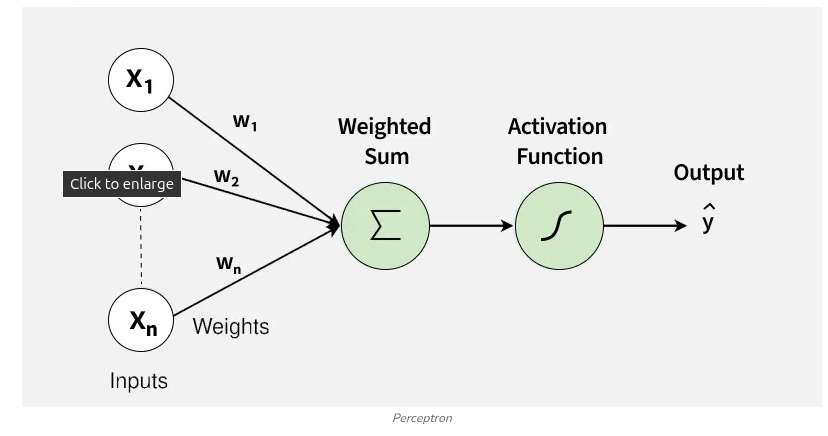 X1
w1
Weighted
Sum
Activation
Function
Click to enlarge
w2
Output
ŷ
Σ
wn
Xn
Weights
Inputs
Perceptron